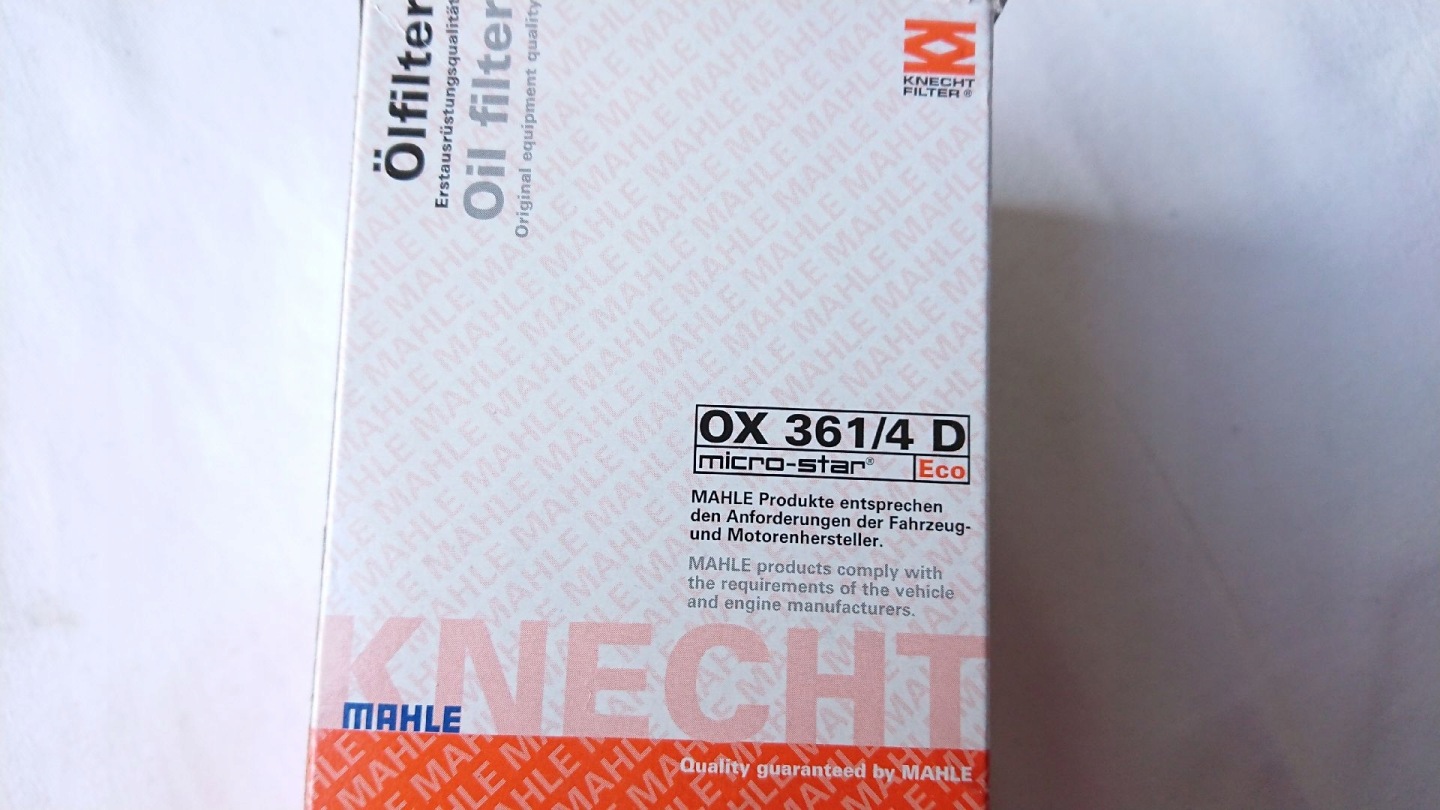 Ölfilter
Erstausrüstungsqualität
Oil filter
Original equipment quality
KNECHT
FILTER®
OX 361/4 D
micro-star® Eco
MAHLE Produkte entsprechen
den Anforderungen der Fahrzeug-
und Motorenhersteller.
MAHLE products comply with
the requirements of the vehicle
and engine manufacturers.
KNECHT
MAHLE
Quality guaranteed by MAHLE